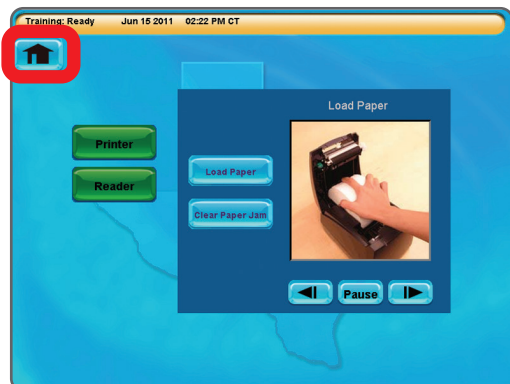 Training: Ready Jun 15 2011 02:22 PM CT
Load Paper
Printer
Load Paper
Reader
Clear Paper Jam
Pause